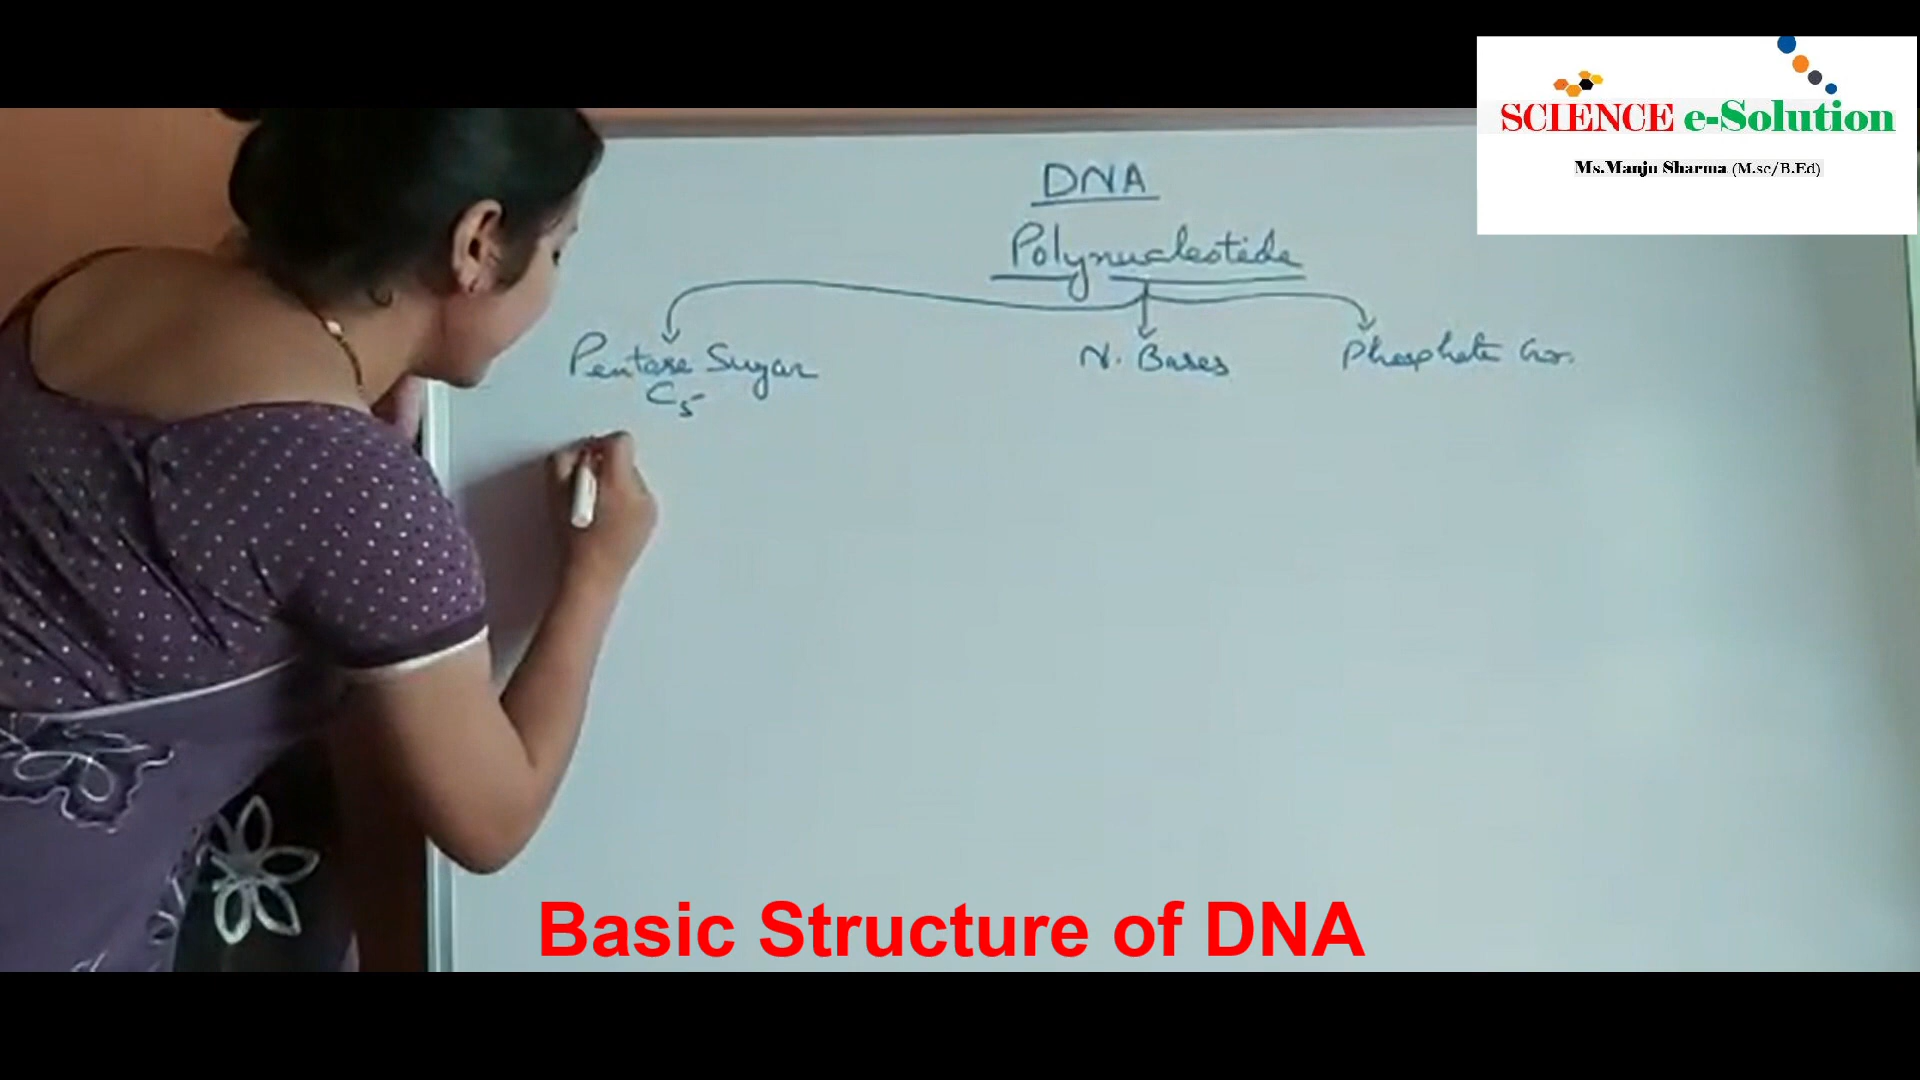 SCIENCE e-Solution
Ms.Manju Sharma (M.sc/B.Ed)
DNA
Polynucleotide
Pentose Sugar
C5
N. Bases
Phosphate Gr.
Basic Structure of DNA